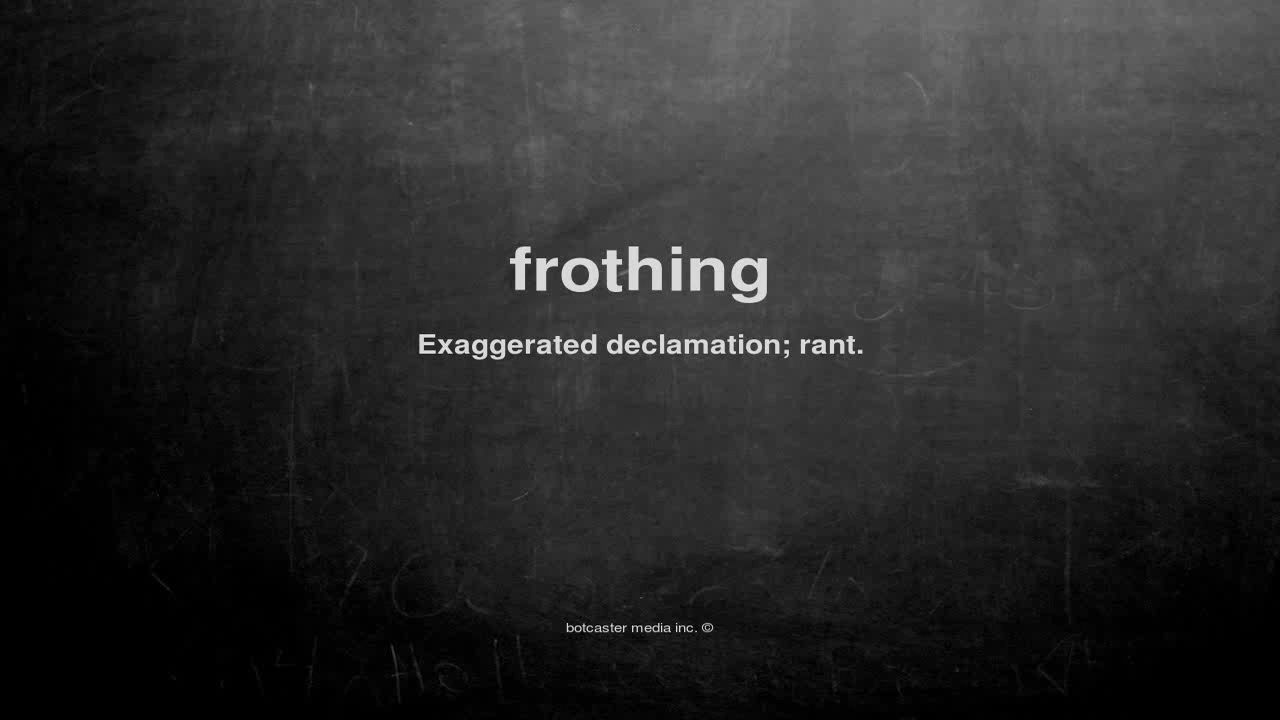 frothing
Exaggerated declamation; rant.
botcaster media inc. ©